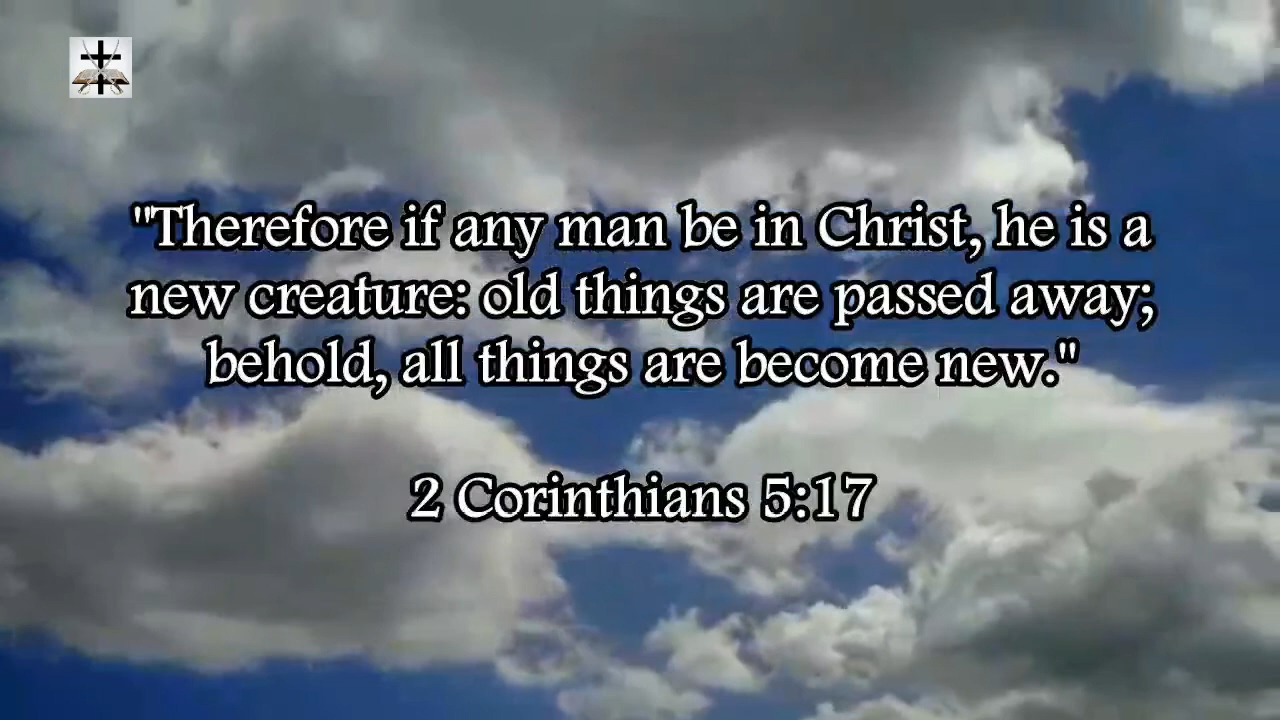 "Therefore if any man be in Christ, he is a
new creature: old things are passed away;
behold, all things are become new."
2 Corinthians 5:17